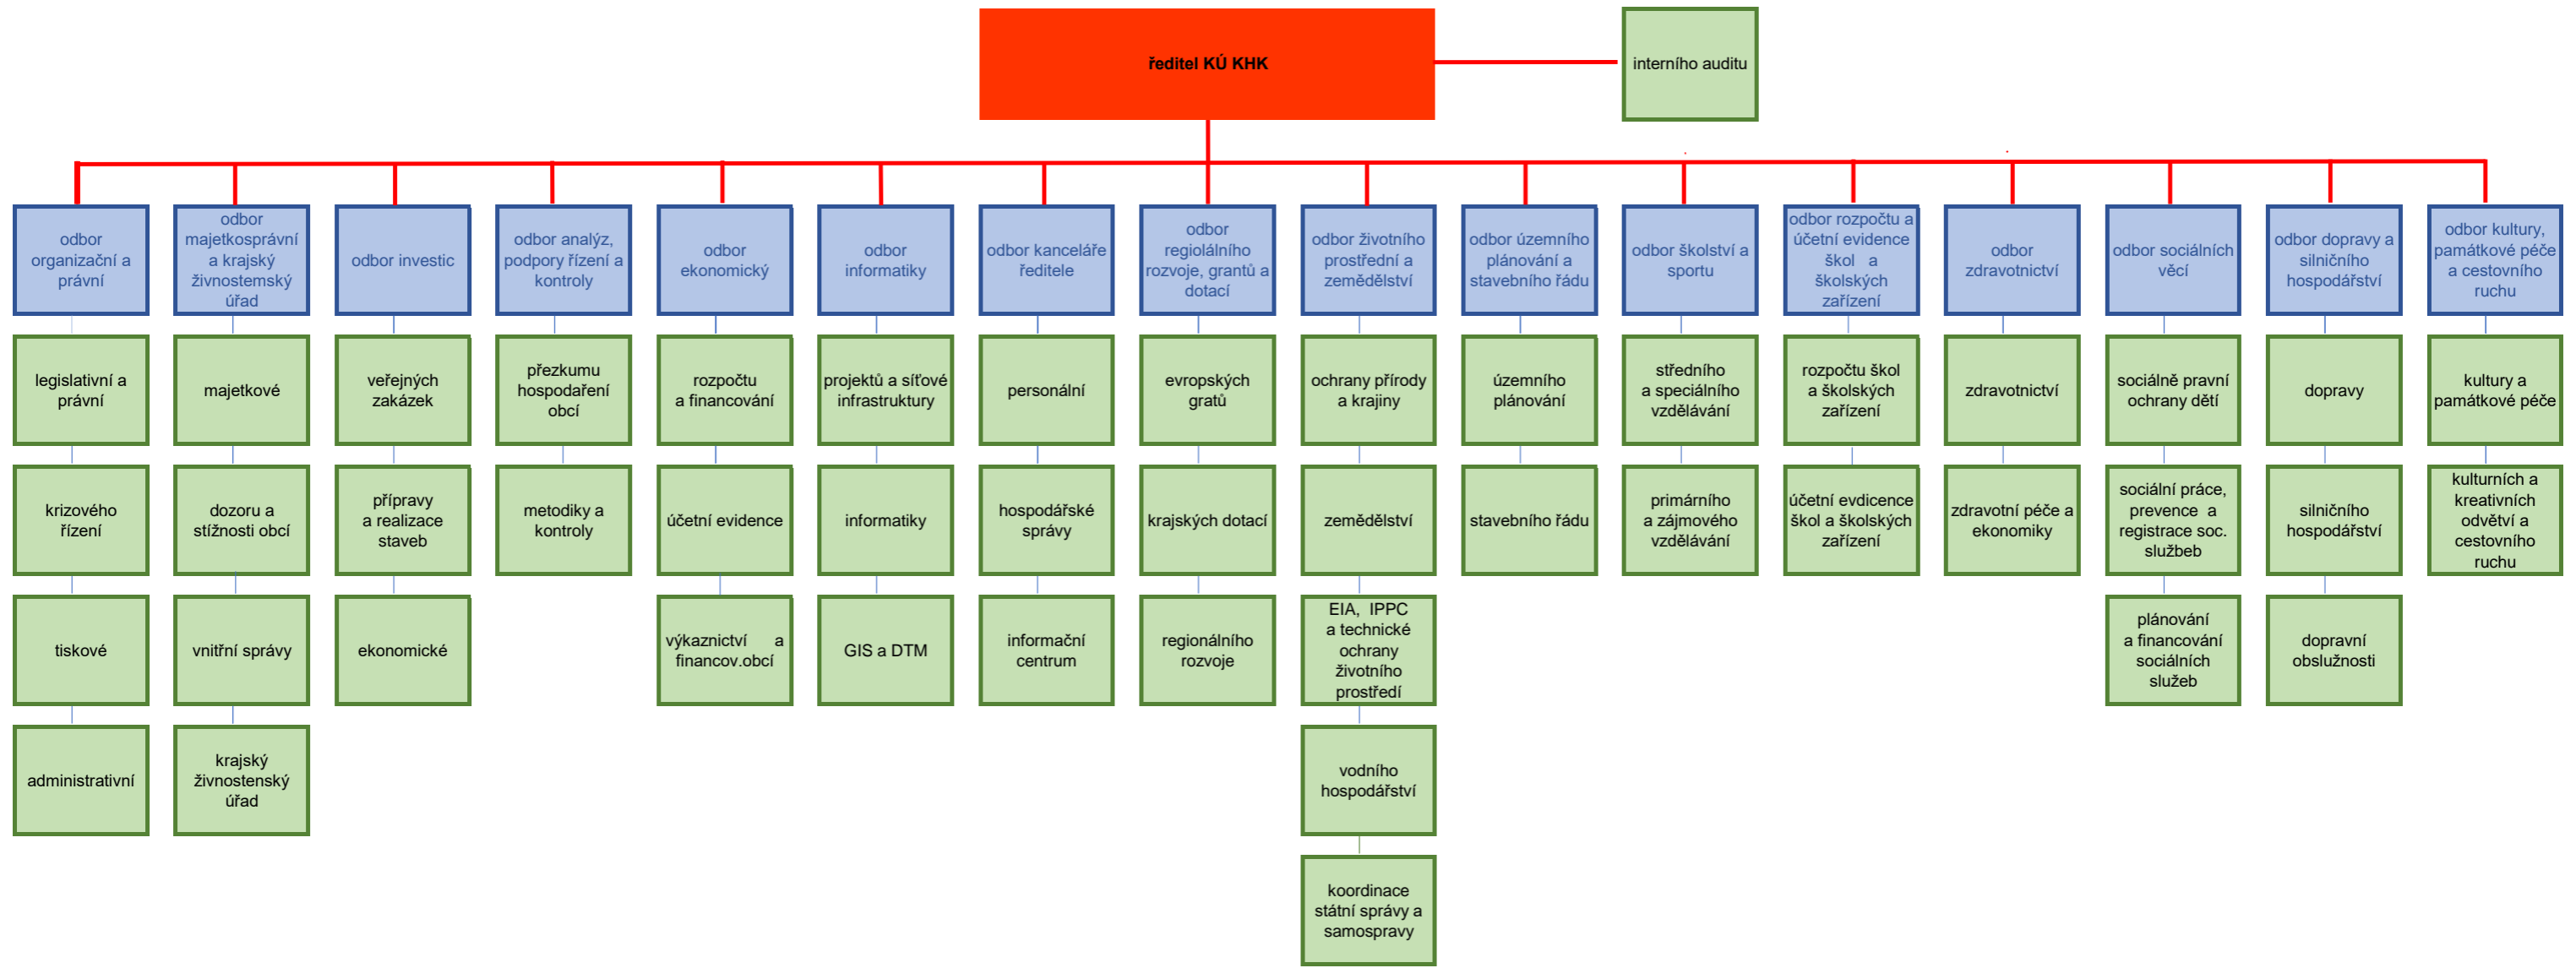 ředitel KÚ KHK
interního auditu
odbor
organizační a
právní
odbor
majetkosprávní
a krajský
živnostemský
úřad
odbor investic
odbor analýz,
podpory řízení a
kontroly
odbor
ekonomický
odbor
informatiky
odbor kanceláře
ředitele
odbor
regiolálního
rozvoje, grantů a
dotací
odbor životního
prostřední a
zemědělství
odbor územního
plánování a
stavebního řádu
odbor školství a
sportu
odbor rozpočtu a
účetní evidence
škol a
školských
zařízení
odbor
zdravotnictví
odbor sociálních
věcí
odbor dopravy a
silničního
hospodářství
odbor kultury,
památkové péče
a cestovního
ruchu
legislativní a
právní
majetkové
veřejných
zakázek
přezkumu
hospodaření
obcí
rozpočtu
a financování
projektů a síťové
infrastruktury
personální
evropských
gratů
ochrany přírody
a krajiny
územního
plánování
středního
a speciálního
vzdělávání
rozpočtu škol
a školských
zařízení
zdravotnictví
sociálně pravní
ochrany dětí
dopravy
kultury a
památkové péče
krizového
řízení
dozoru a
stížnosti obcí
přípravy
a realizace
staveb
metodiky a
kontroly
účetní evidence
informatiky
hospodářské
správy
krajských dotací
zemědělství
stavebního řádu
primárního
a zájmového
vzdělávání
účetní evdicence
škol a školských
zařízení
zdravotní péče a
ekonomiky
sociální práce,
prevence a
registrace soc.
službeb
silničního
hospodářství
kulturních a
kreativních
odvětví a
cestovního
ruchu
tiskové
vnitřní správy
ekonomické
výkaznictví a
financov.obcí
GIS a DTM
informační
centrum
regionálního
rozvoje
EIA, IPPC
a technické
ochrany
životního
prostředí
plánování
a financování
sociálních
služeb
dopravní
obslužnosti
administrativní
krajský
živnostenský
úřad
vodního
hospodářství
koordinace
státní správy a
samospravy